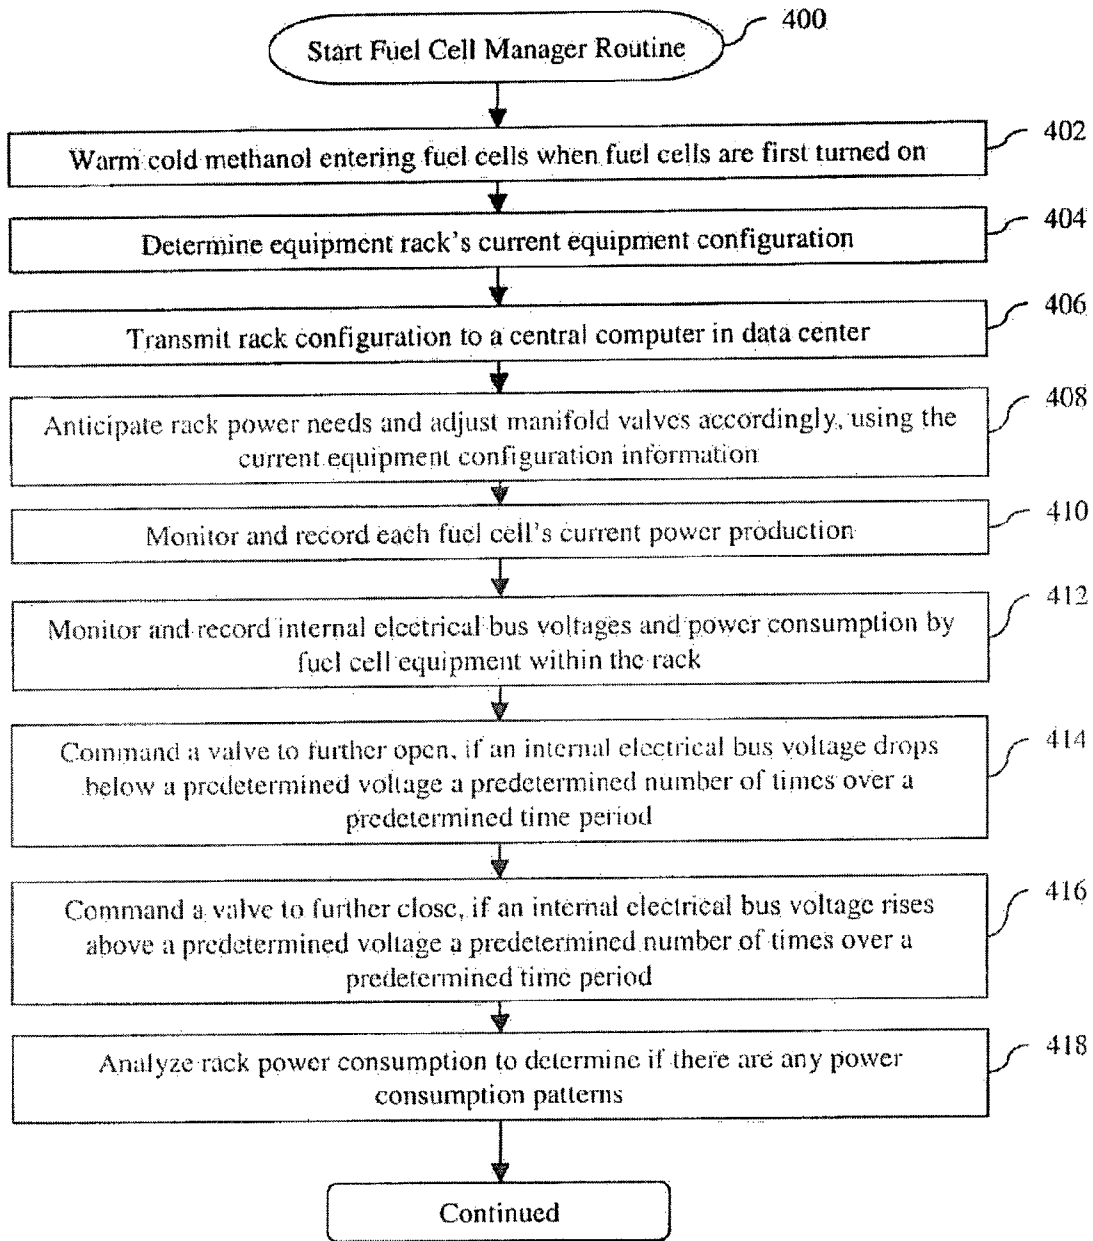 400
Start Fuel Cell Manager Routine
402
Warm cold methanol entering fuel cells when fuel cells are first turned on
404
Determine equipment rack's current equipment configuration
406
Transmit rack configuration to a central computer in data center
408
Anticipate rack power needs and adjust manifold valves accordingly, using the
current equipment configuration information
410
Monitor and record each fuel cell's current power production
412
Monitor and record internal electrical bus voltages and power consumption by
fuel cell equipment within the rack
414
Command a valve to further open, if an internal electrical bus voltage drops
below a predetermined voltage a predetermined number of times over a
predetermined time period
416
Command a valve to further close, if an internal electrical bus voltage rises
above a predetermined voltage a predetermined number of times over a
predetermined time period
418
Analyze rack power consumption to determine if there are any power
consumption patterns
Continued